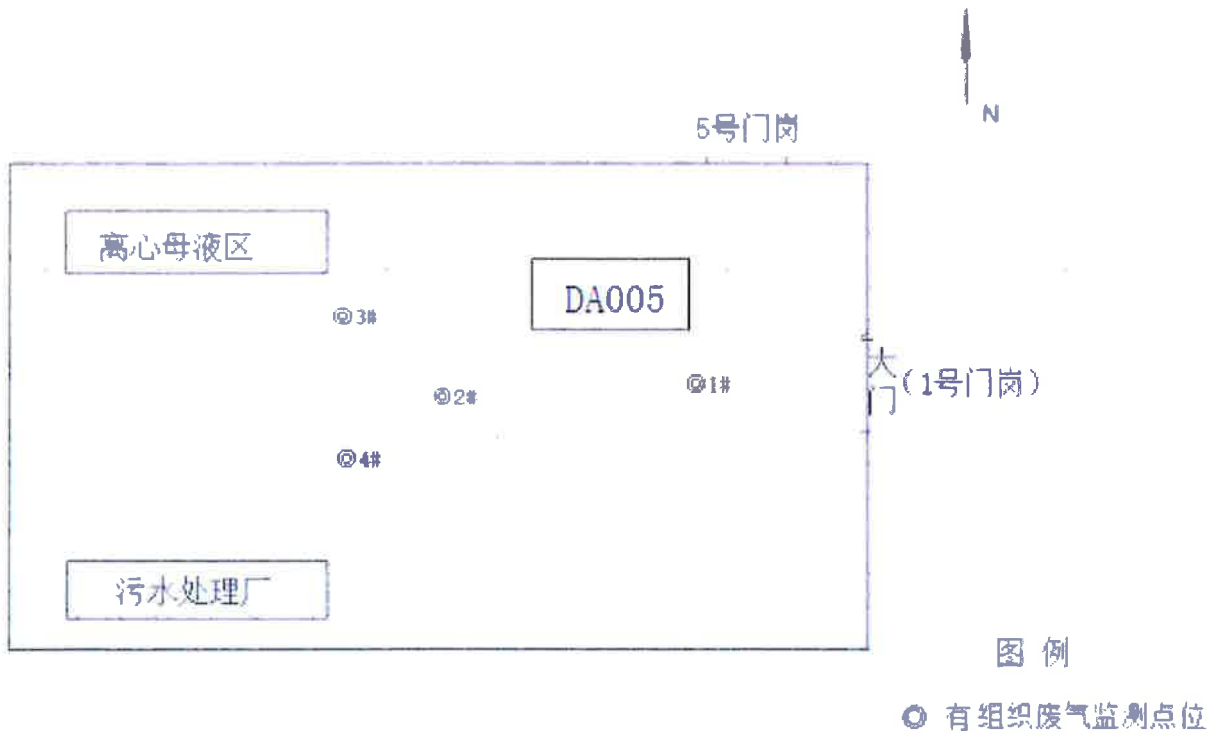 N
5号门岗
离心母液区
DA005
◎3#
大门
(1号门岗)
◎1#
◎2#
◎4#
污水处理厂
图例
◎ 有组织废气监测点位